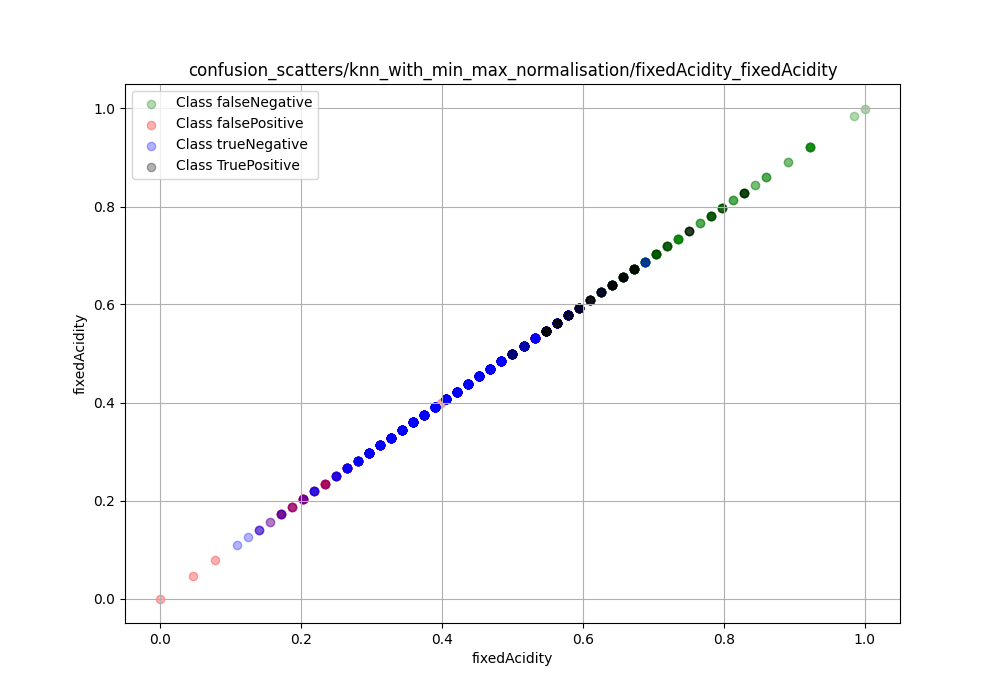 confusion_scatters/knn_with_min_max_normalisation/fixedAcidity_fixedAcidity
Class falseNegative
Class falsePositive
Class trueNegative
Class TruePositive
fixedAcidity
1.0
0.8
0.6
0.4
0.2
0.0
0.0 0.2 0.4 0.6 0.8 1.0
fixedAcidity